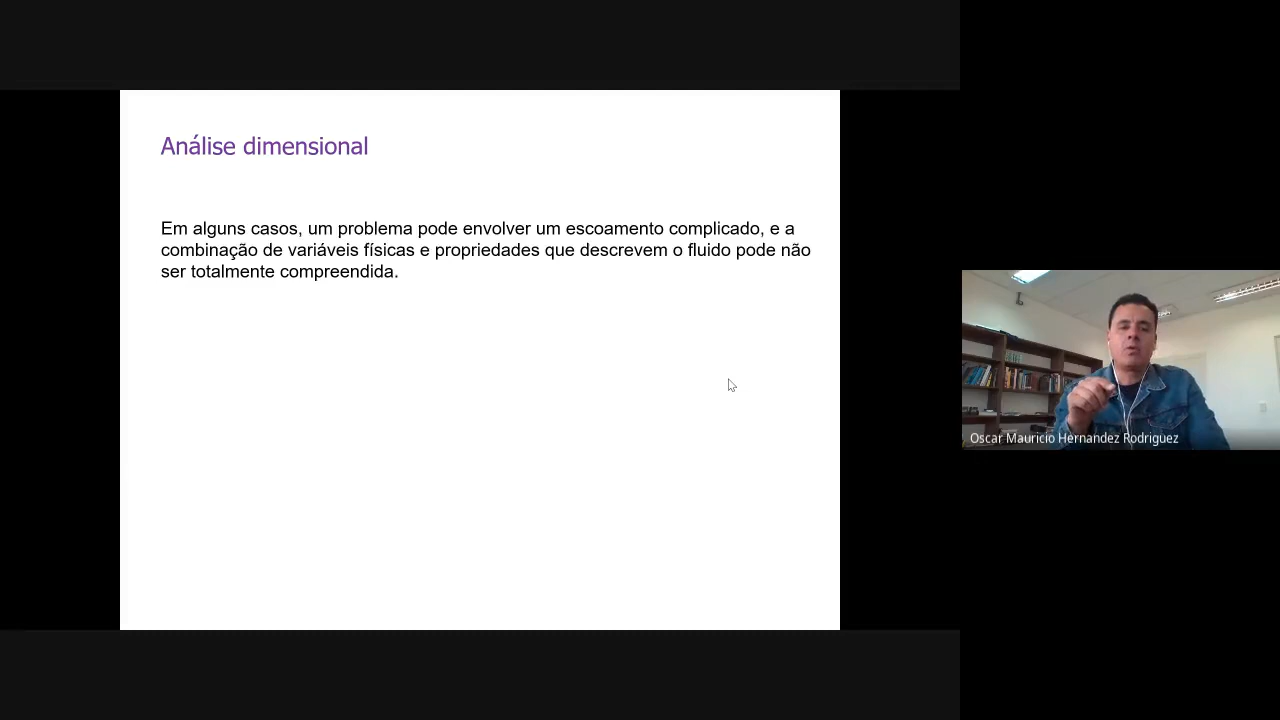 Análise dimensional
Em alguns casos, um problema pode envolver um escoamento complicado, e a
combinação de variáveis físicas e propriedades que descrevem o fluido pode não
ser totalmente compreendida.
Oscar Mauricio Hernandez Rodriguez